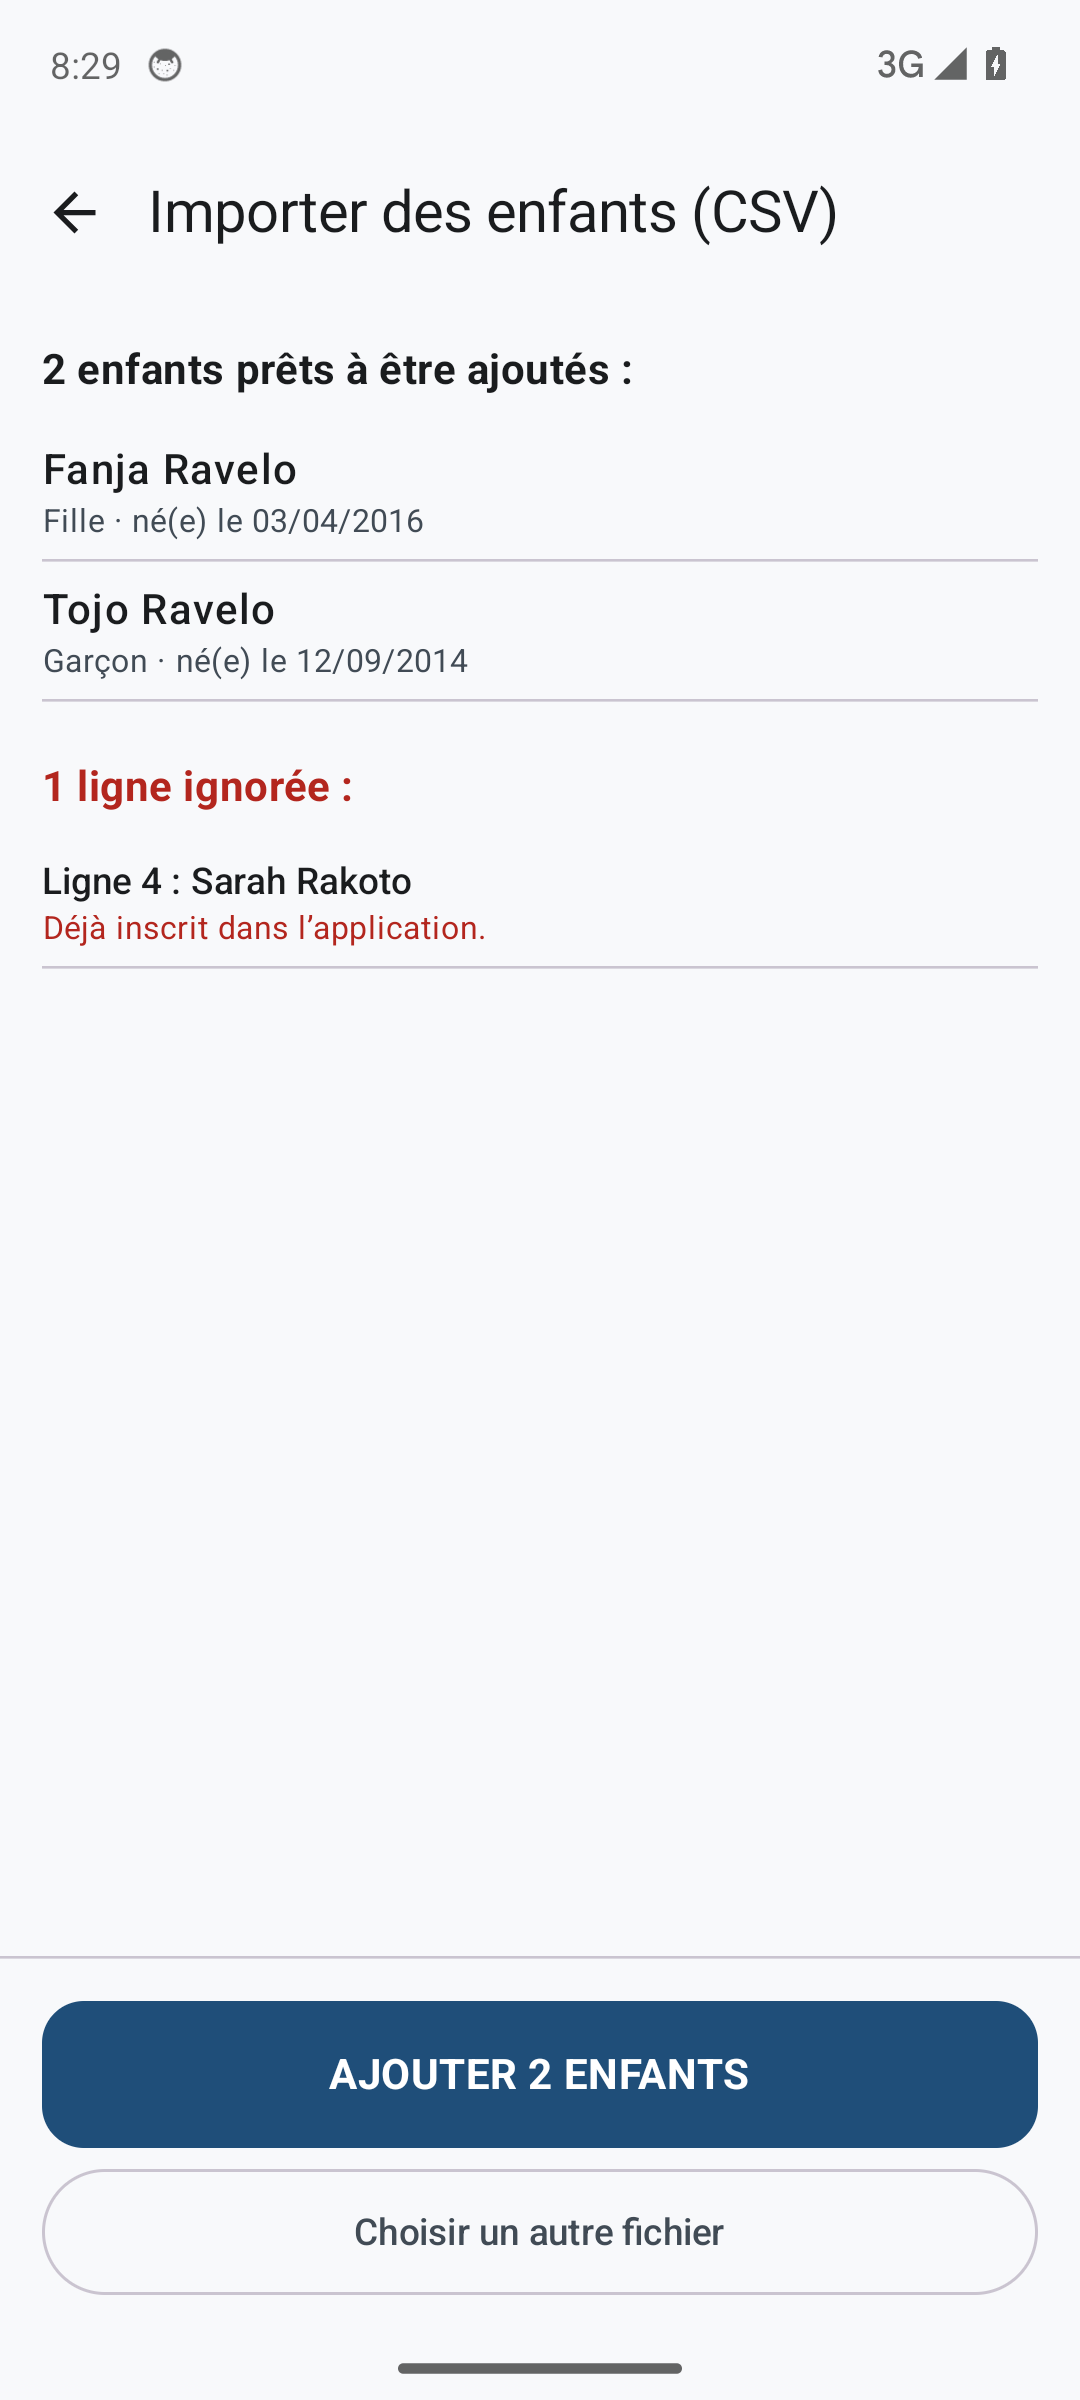 8:29
3G
Importer des enfants (CSV)
2 enfants prêts à être ajoutés :
Fanja Ravelo
Fille · né(e) le 03/04/2016
Tojo Ravelo
Garçon · né(e) le 12/09/2014
1 ligne ignorée :
Ligne 4 : Sarah Rakoto
Déjà inscrit dans l’application.
AJOUTER 2 ENFANTS
Choisir un autre fichier